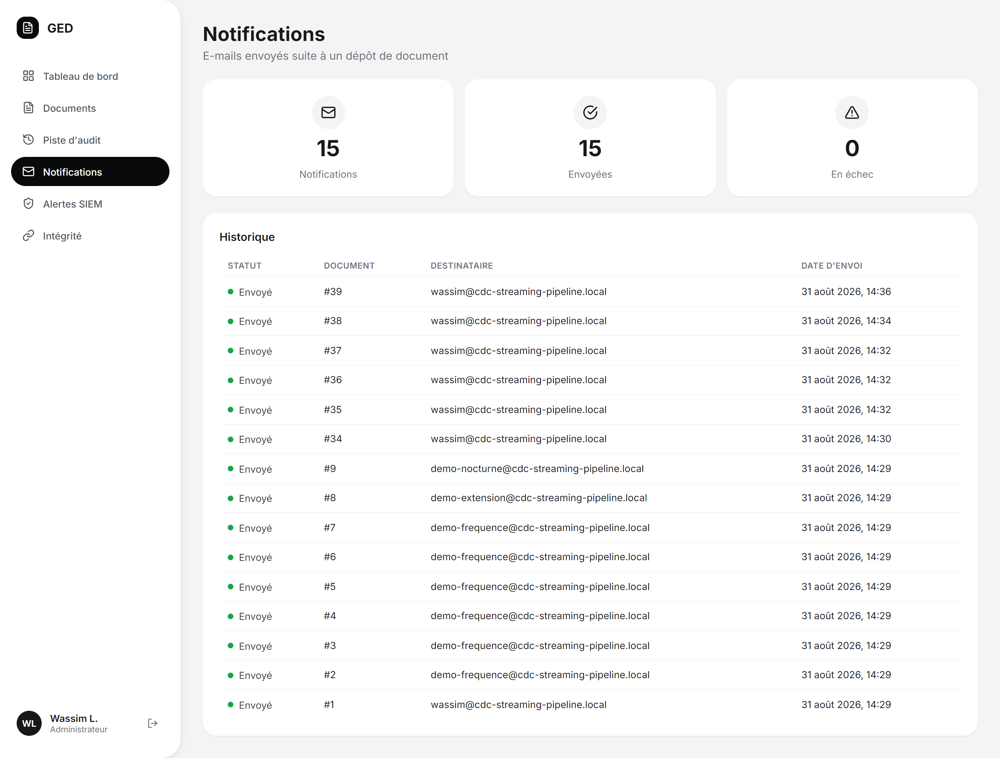 GED
Tableau de bord
Documents
Piste d'audit
Notifications
Alertes SIEM
Intégrité
WL
Wassim L.
Administrateur
Notifications
E-mails envoyés suite à un dépôt de document
15
Notifications
15
Envoyées
0
En échec
Historique
STATUT DOCUMENT DESTINATAIRE DATE D'ENVOI
Envoyé #39 wassim@cdc-streaming-pipeline.local 31 août 2026, 14:36
Envoyé #38 wassim@cdc-streaming-pipeline.local 31 août 2026, 14:34
Envoyé #37 wassim@cdc-streaming-pipeline.local 31 août 2026, 14:32
Envoyé #36 wassim@cdc-streaming-pipeline.local 31 août 2026, 14:32
Envoyé #35 wassim@cdc-streaming-pipeline.local 31 août 2026, 14:32
Envoyé #34 wassim@cdc-streaming-pipeline.local 31 août 2026, 14:30
Envoyé #9 demo-nocturne@cdc-streaming-pipeline.local 31 août 2026, 14:29
Envoyé #8 demo-extension@cdc-streaming-pipeline.local 31 août 2026, 14:29
Envoyé #7 demo-frequence@cdc-streaming-pipeline.local 31 août 2026, 14:29
Envoyé #6 demo-frequence@cdc-streaming-pipeline.local 31 août 2026, 14:29
Envoyé #5 demo-frequence@cdc-streaming-pipeline.local 31 août 2026, 14:29
Envoyé #4 demo-frequence@cdc-streaming-pipeline.local 31 août 2026, 14:29
Envoyé #3 demo-frequence@cdc-streaming-pipeline.local 31 août 2026, 14:29
Envoyé #2 demo-frequence@cdc-streaming-pipeline.local 31 août 2026, 14:29
Envoyé #1 wassim@cdc-streaming-pipeline.local 31 août 2026, 14:29